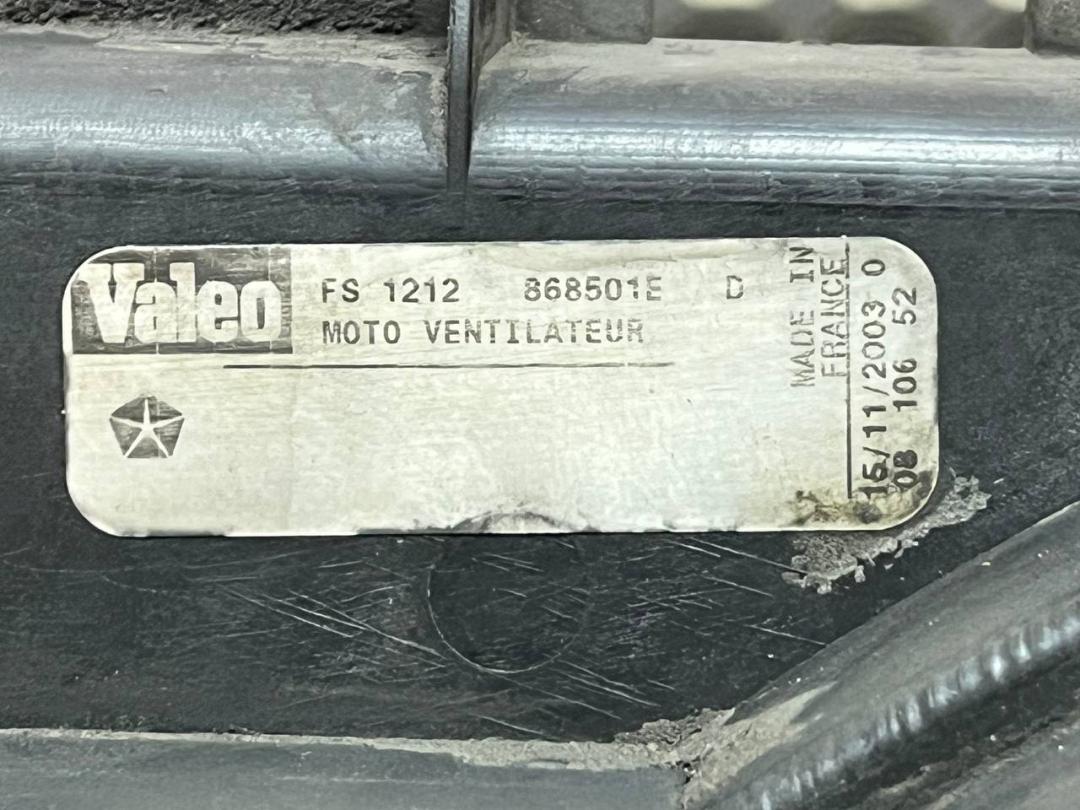 Valeo
FS 1212 868501E D
MOTO VENTILATEUR
MADE IN
FRANCE
15/11/2003 0
08 106 52